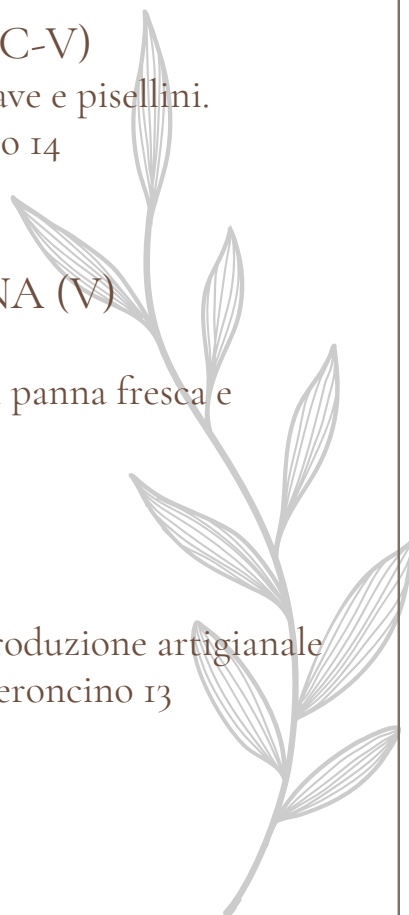 C-V)
ave e pisellini.
o 14
NA (V)
panna fresca e
roduzione artigianale
eroncino 13